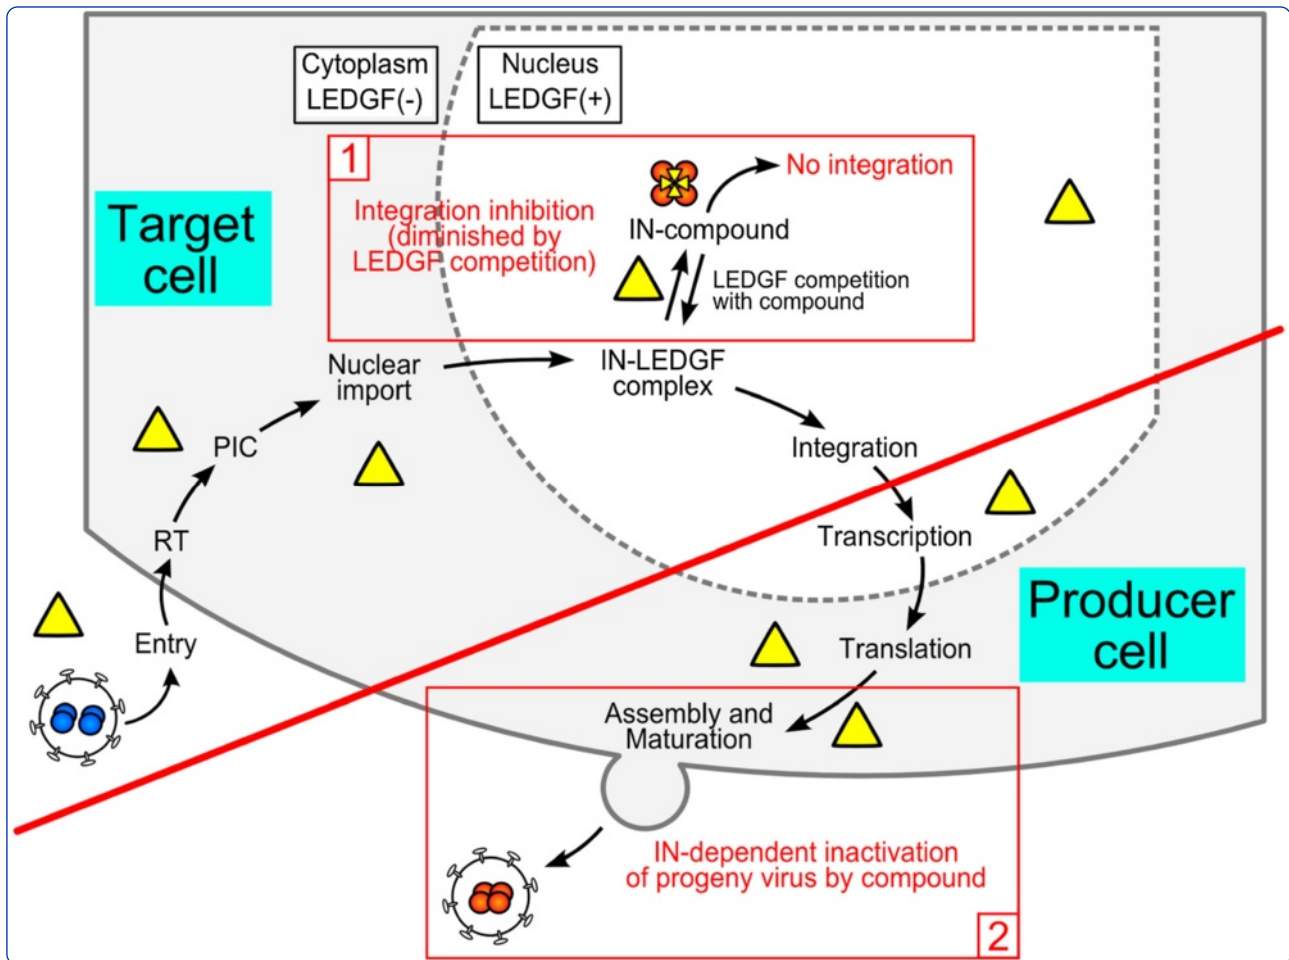 Cytoplasm
LEDGF(-)
Nucleus
LEDGF(+)
1
No integration
Integration inhibition
(diminished by
LEDGF competition)
IN-compound
LEDGF competition
with compound
Target
cell
Nuclear
import
IN-LEDGF
complex
PIC
Integration
RT
Transcription
Entry
Producer
cell
Translation
Assembly and
Maturation
IN-dependent inactivation
of progeny virus by compound
2